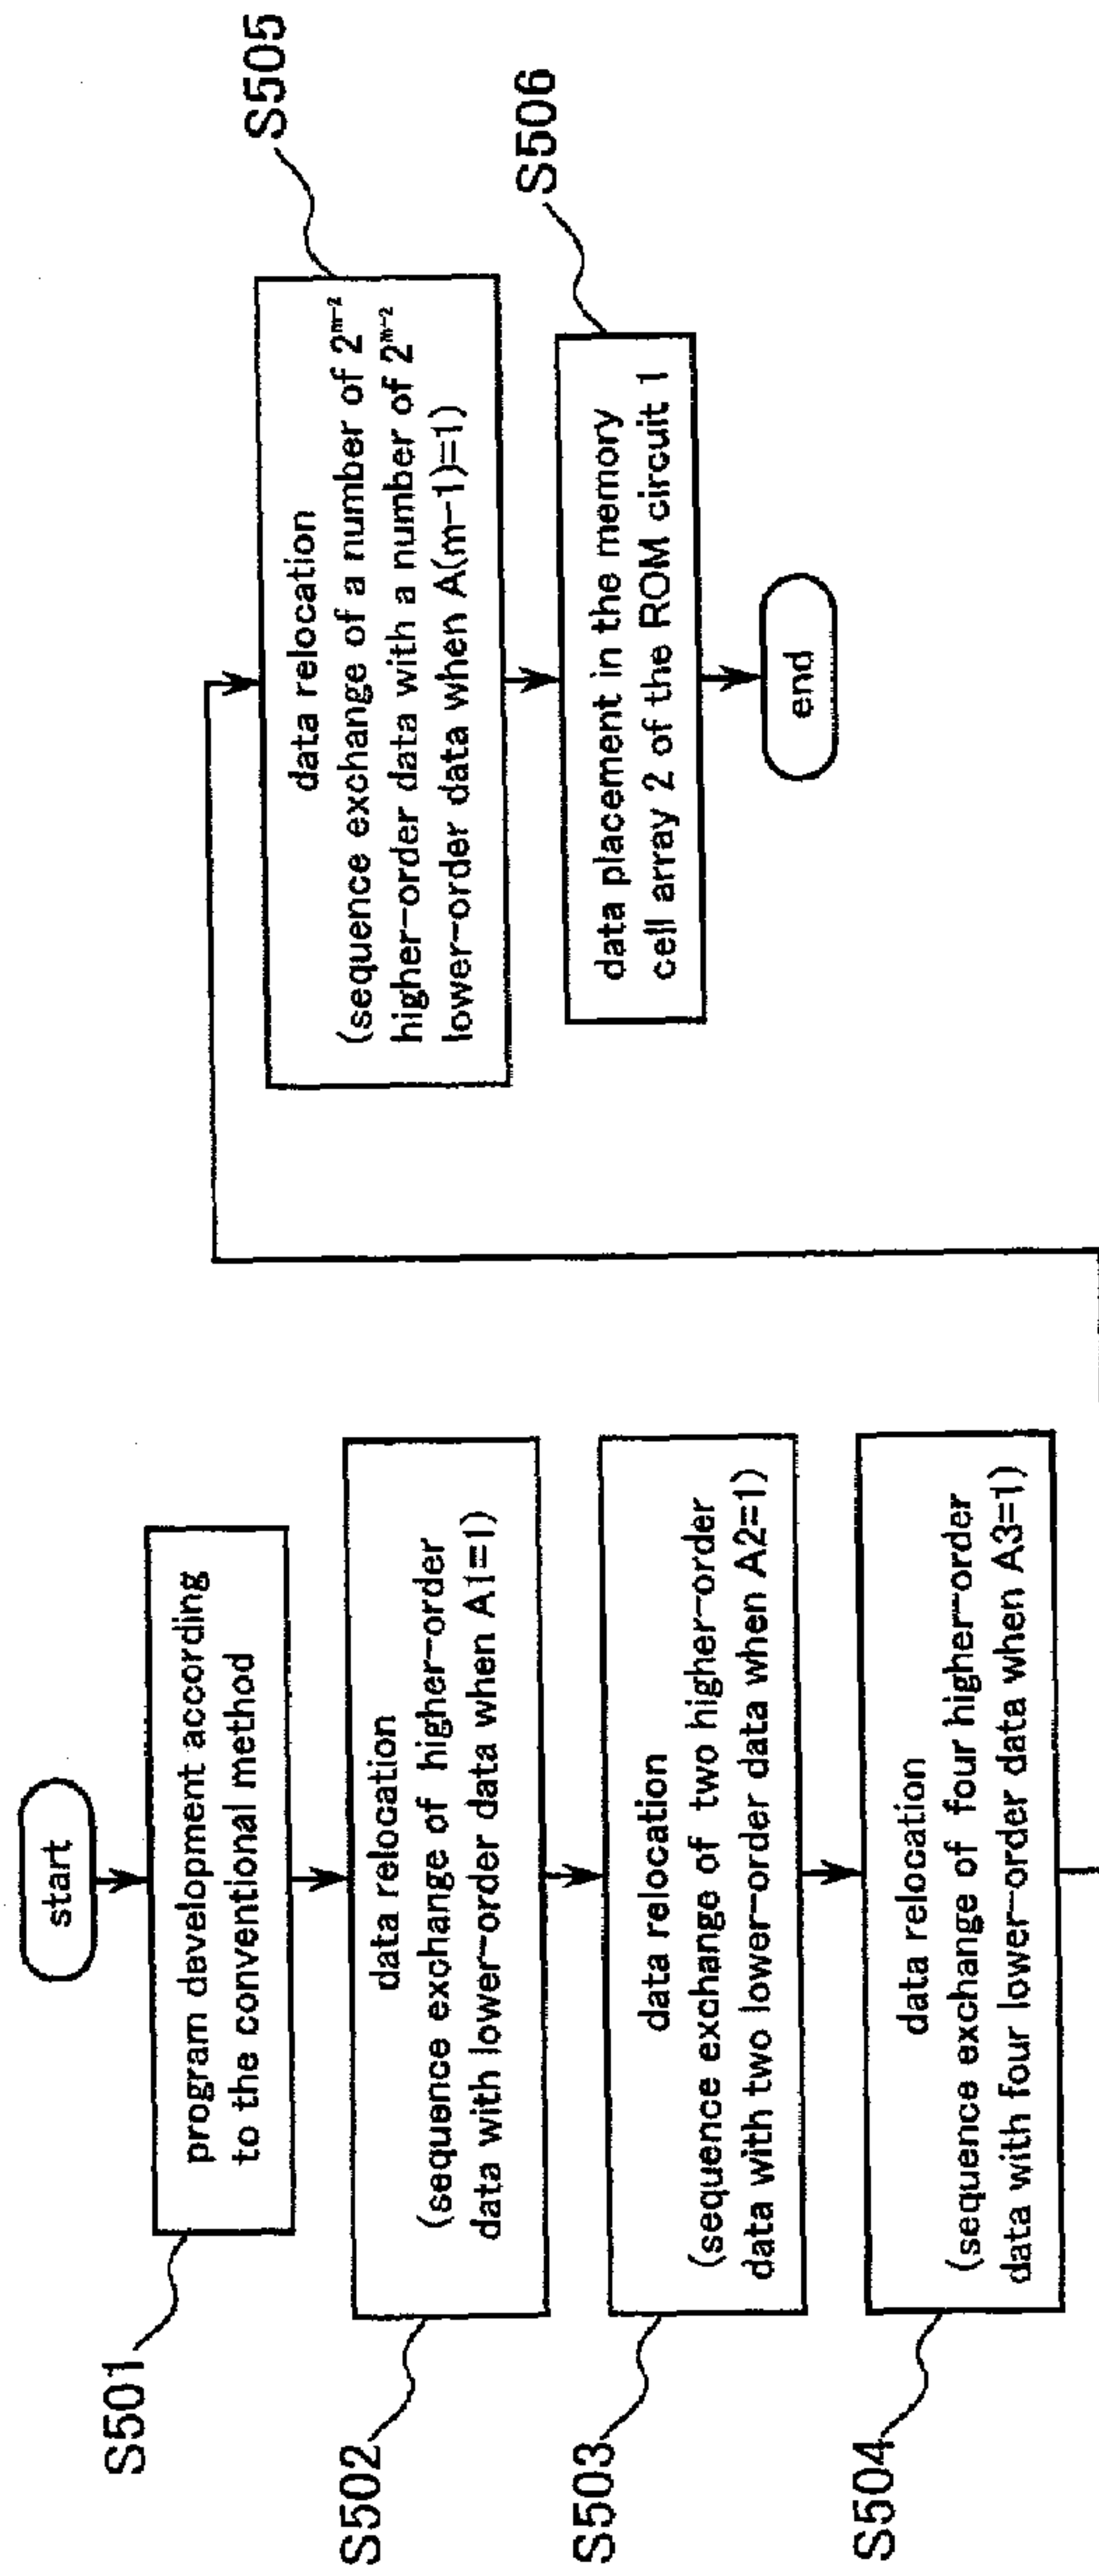 start
S501
program development according
to the conventional method
S502
data relocation
(sequence exchange of higher-order
data with lower-order data when A1=1)
S503
data relocation
(sequence exchange of two higher-order
data with two lower-order data when A2=1)
S504
data relocation
(sequence exchange of four higher-order
data with four lower-order data when A3=1)
S505
data relocation
(sequence exchange of a number of 2^{m-2}
higher-order data with a number of 2^{m-2}
lower-order data when A(m-1)=1)
S506
data placement in the memory
cell array 2 of the ROM circuit 1
end